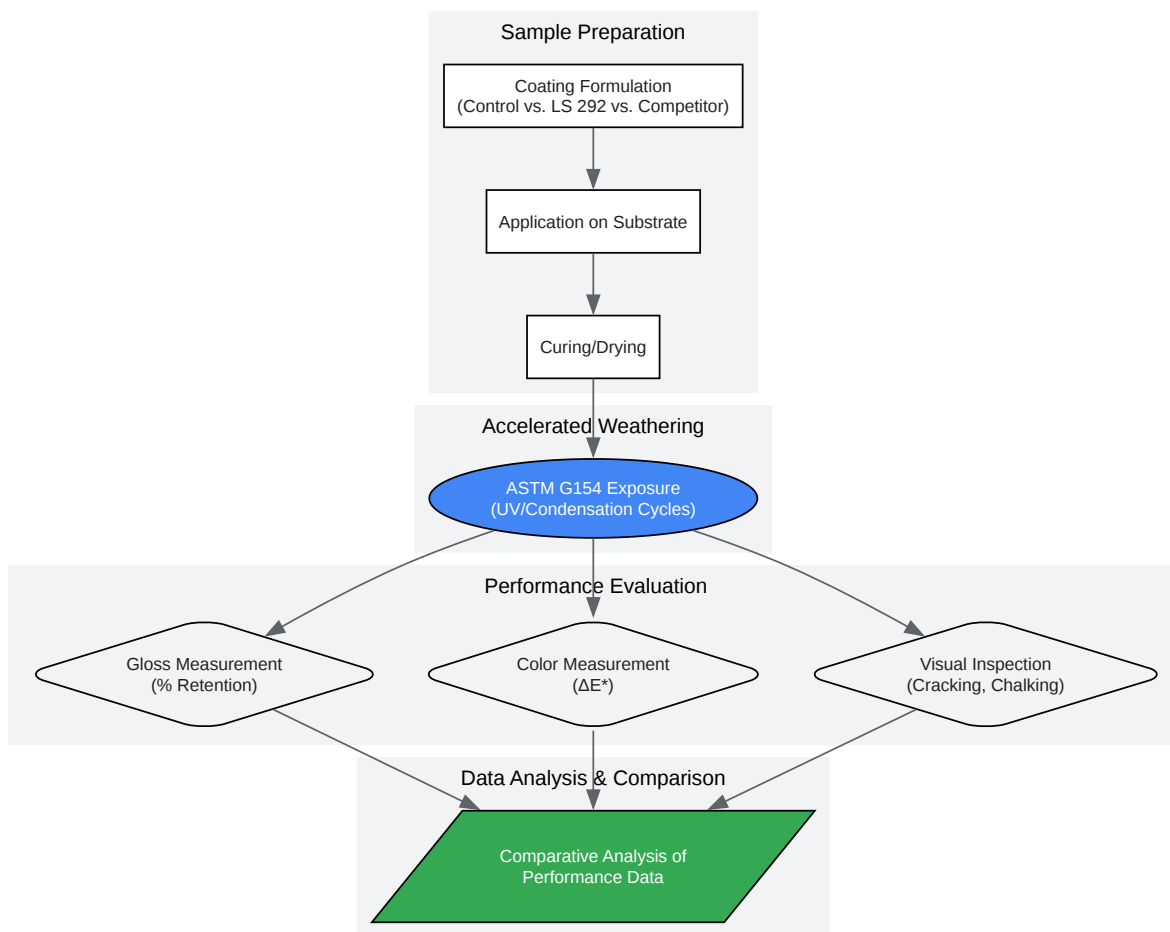 Sample Preparation
Coating Formulation
(Control vs. LS 292 vs. Competitor)
Application on Substrate
Curing/Drying
Accelerated Weathering
ASTM G154 Exposure
(UV/Condensation Cycles)
Performance Evaluation
Gloss Measurement
(% Retention)
Color Measurement
(ΔE*)
Visual Inspection
(Cracking, Chalking)
Data Analysis & Comparison
Comparative Analysis of
Performance Data